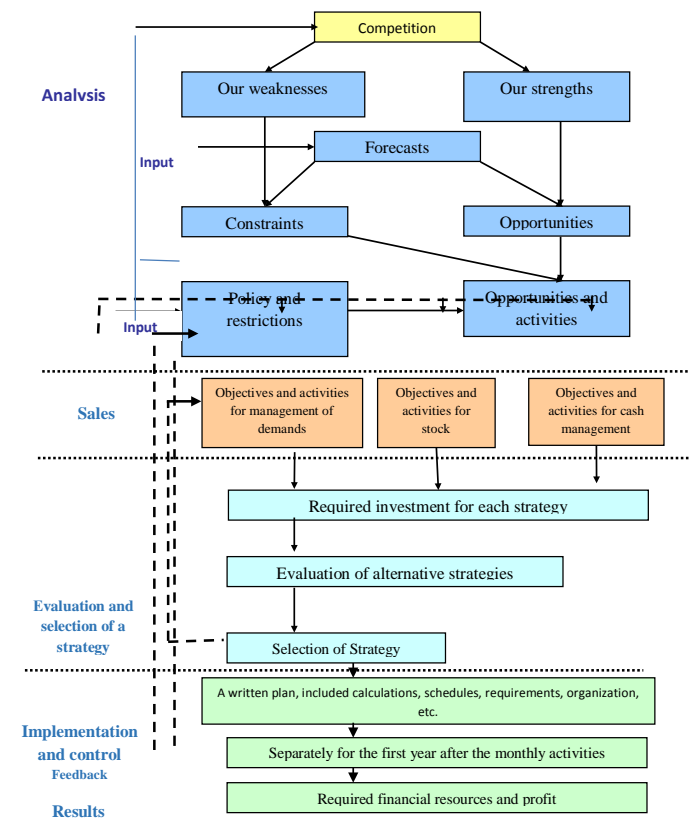 Competition
Analysis
Our weaknesses
Our strengths
Input
Forecasts
Constraints
Opportunities
Policy and
restrictions
Opportunities and
activities
Input
Sales
Objectives and activities
for management of
demands
Objectives and
activities for
stock
Objectives and
activities for cash
management
Required investment for each strategy
Evaluation of alternative strategies
Evaluation and
selection of a
strategy
Selection of Strategy
A written plan, included calculations, schedules, requirements, organization,
etc.
Implementation
and control
Feedback
Separately for the first year after the monthly activities
Required financial resources and profit
Results